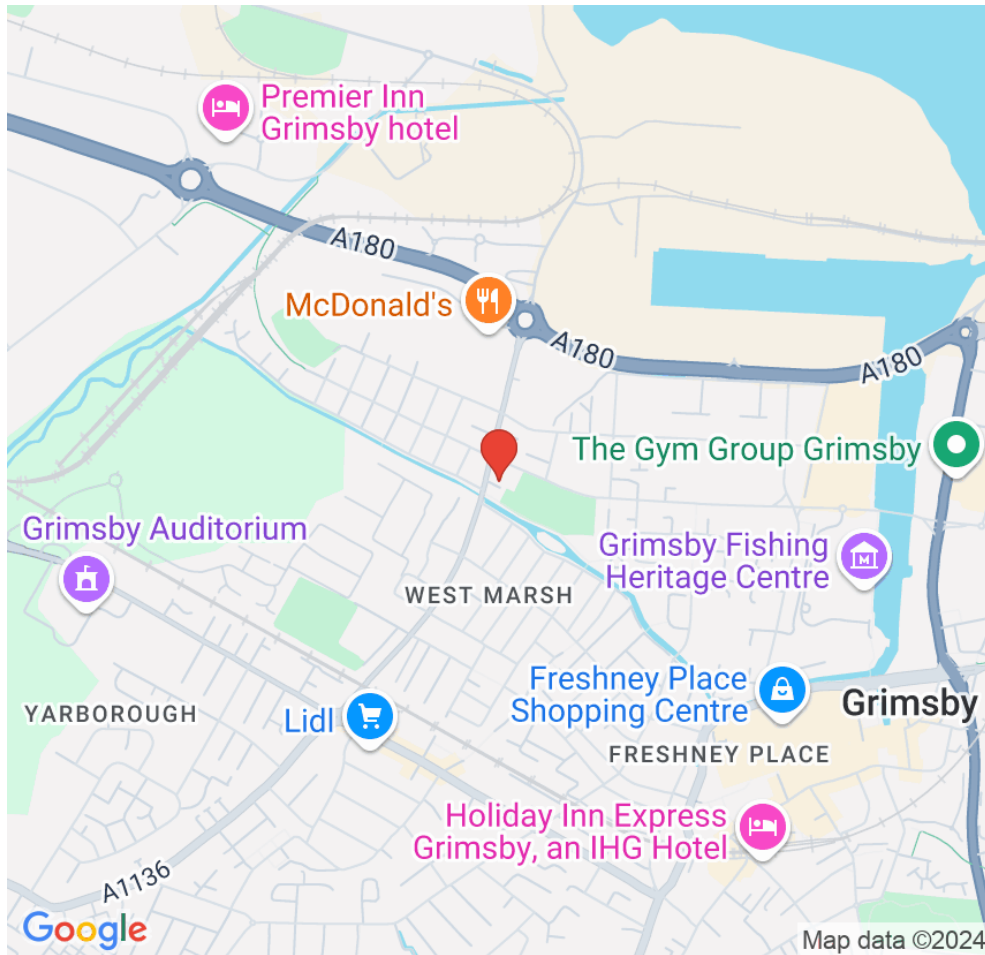 Premier Inn
Grimsby hotel
A180
McDonald's
A180
A180
The Gym Group Grimsby
Grimsby Auditorium
Grimsby Fishing
Heritage Centre
WEST MARSH
Freshney Place
Shopping Centre
Grimsby
YARBOROUGH
Lidl
FRESHNEY PLACE
Holiday Inn Express
Grimsby, an IHG Hotel
A1136
Google
Map data ©2024